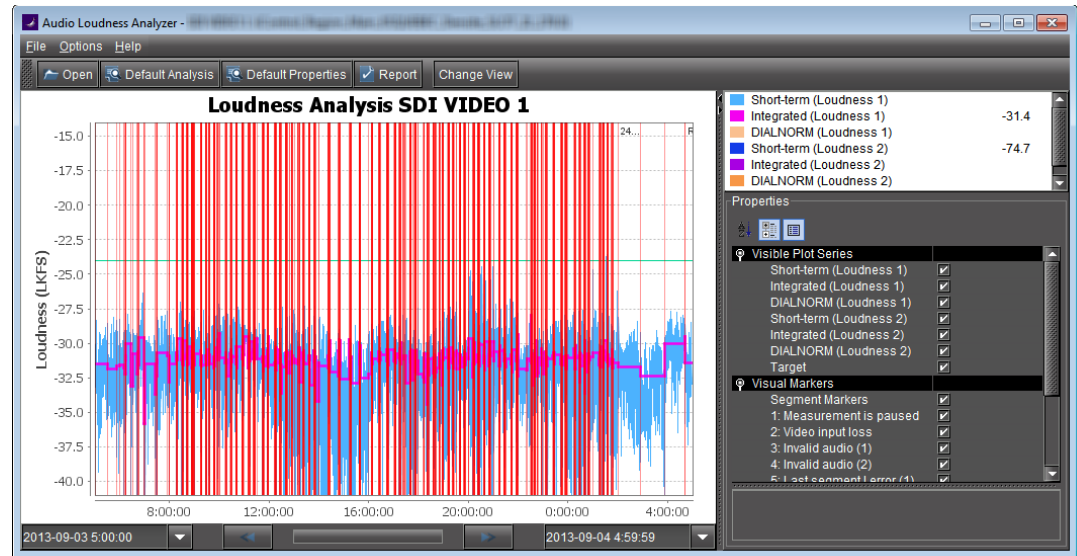 Audio Loudness Analyzer -
File Options Help
Open Default Analysis Default Properties Report Change View
Loudness Analysis SDI VIDEO 1
Loudness (LKFS)
-15.0
-17.5
-20.0
-22.5
-25.0
-27.5
-30.0
-32.5
-35.0
-37.5
-40.0
24... R
8:00:00 12:00:00 16:00:00 20:00:00 0:00:00 4:00:00
2013-09-03 5:00:00 2013-09-04 4:59:59
Short-term (Loudness 1)
Integrated (Loudness 1) -31.4
DIALNORM (Loudness 1)
Short-term (Loudness 2) -74.7
Integrated (Loudness 2)
DIALNORM (Loudness 2)
Properties
Visible Plot Series
Short-term (Loudness 1)
Integrated (Loudness 1)
DIALNORM (Loudness 1)
Short-term (Loudness 2)
Integrated (Loudness 2)
DIALNORM (Loudness 2)
Target
Visual Markers
Segment Markers
1: Measurement is paused
2: Video input loss
3: Invalid audio (1)
4: Invalid audio (2)
5: Last segment I error (1)